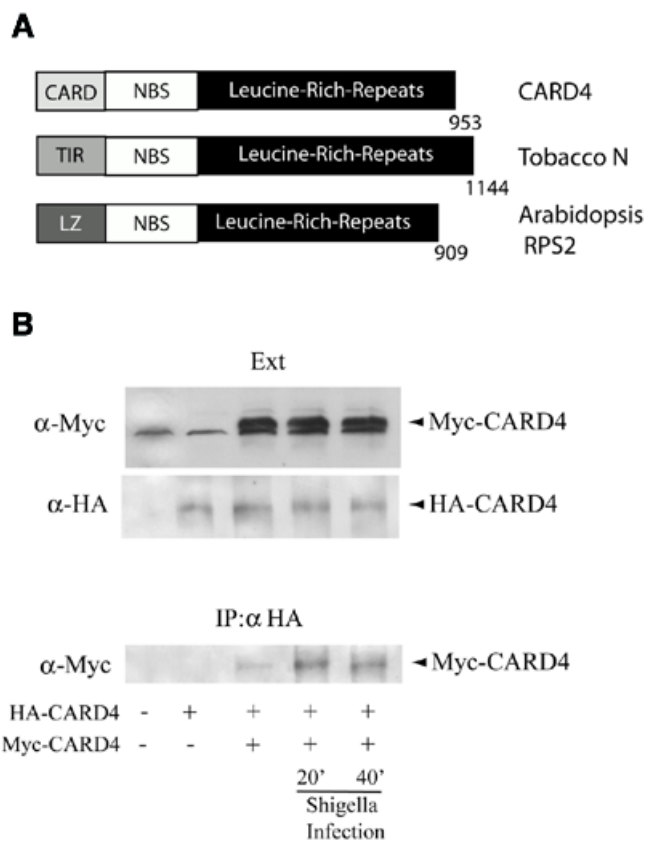 A
CARD NBS Leucine-Rich-Repeats CARD4
953
TIR NBS Leucine-Rich-Repeats Tobacco N
1144
LZ NBS Leucine-Rich-Repeats Arabidopsis
RPS2
909
B
Ext
α-Myc Myc-CARD4
α-HA HA-CARD4
IP:α HA
α-Myc Myc-CARD4
HA-CARD4 - + + + +
Myc-CARD4 - - + + +
20’ 40’
Shigella
Infection